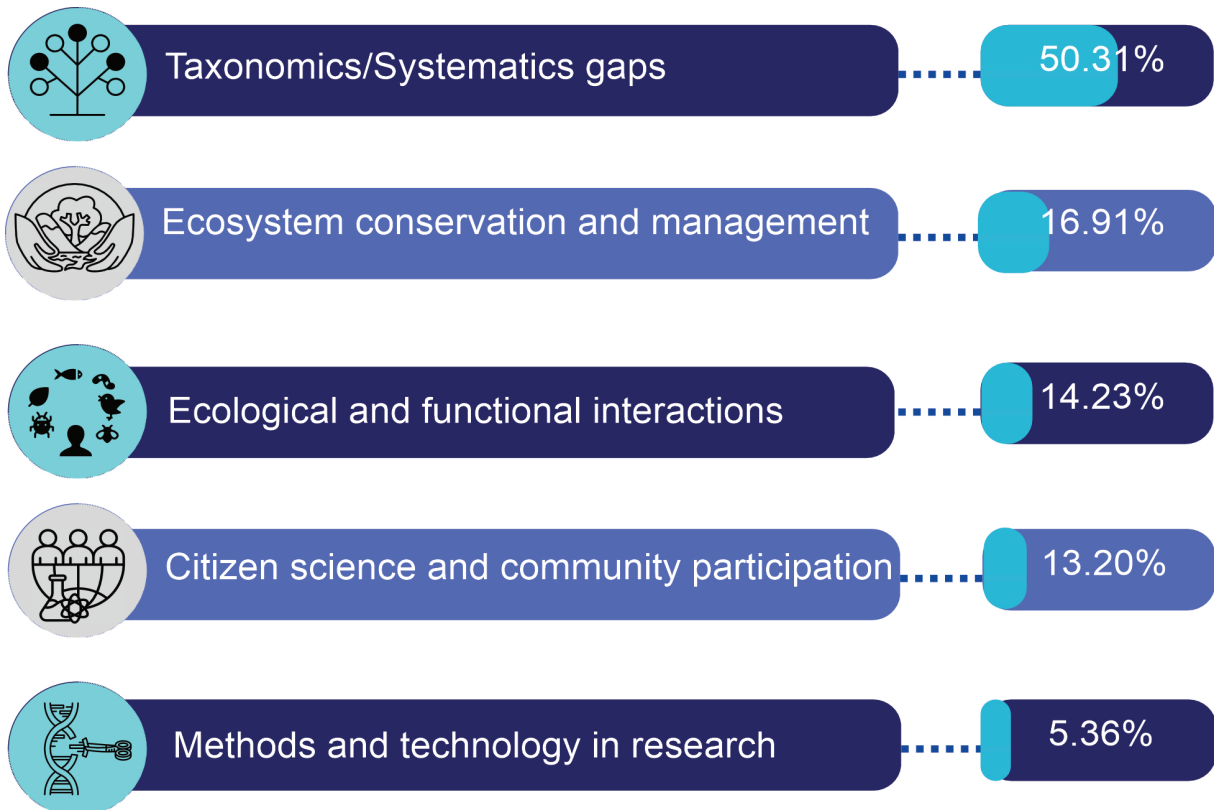 Taxonomics/Systematics gaps 50.31%
Ecosystem conservation and management 16.91%
Ecological and functional interactions 14.23%
Citizen science and community participation 13.20%
Methods and technology in research 5.36%